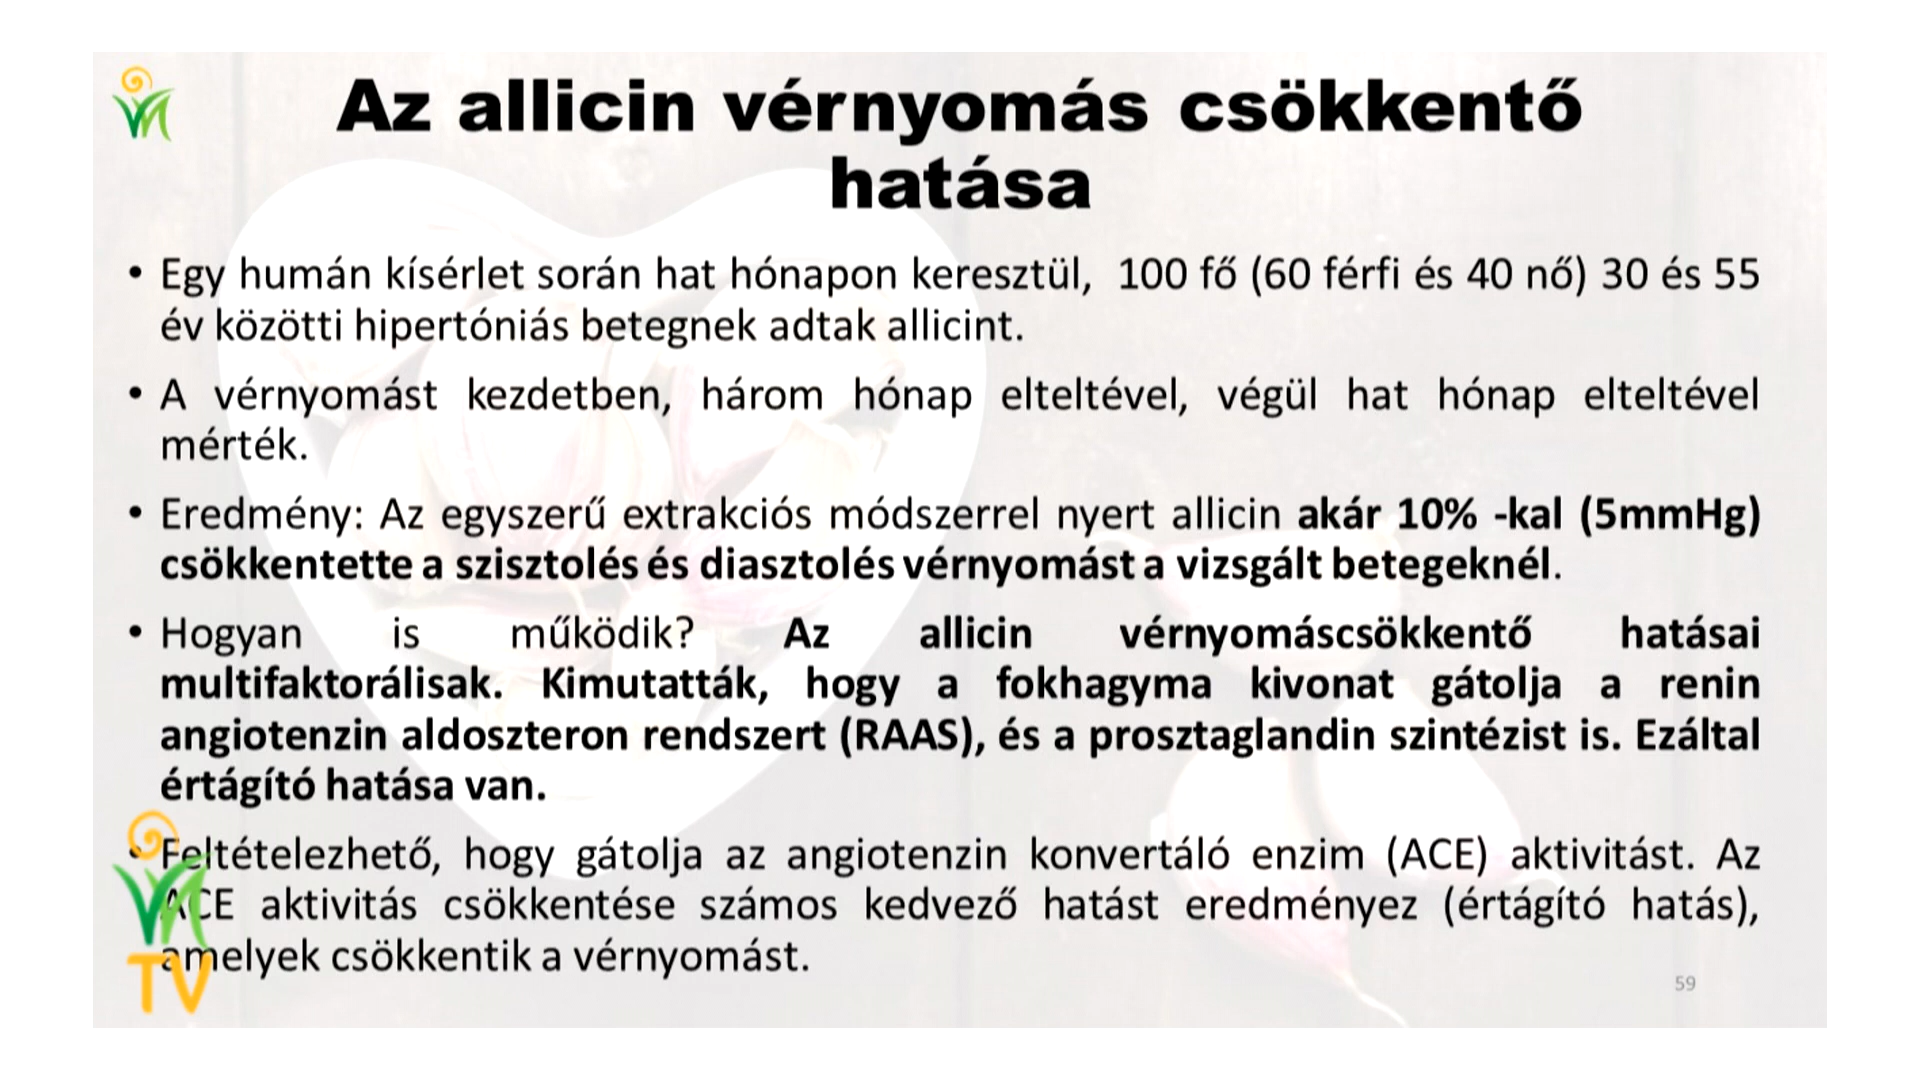 Az allicin vérnyomás csökkentő
hatása
• Egy humán kísérlet során hat hónapon keresztül, 100 fő (60 férfi és 40 nő) 30 és 55
év közötti hipertóniás betegnek adtak allicint.
• A vérnyomást kezdetben, három hónap elteltével, végül hat hónap elteltével
mérték.
• Eredmény: Az egyszerű extrakciós módszerrel nyert allicin akár 10% -kal (5mmHg)
csökkentette a szisztolés és diasztolés vérnyomást a vizsgált betegeknél.
• Hogyan is működik? Az allicin vérnyomáscsökkentő hatásai
multifaktorálisak. Kimutatták, hogy a fokhagyma kivonat gátolja a renin
angiotenzin aldoszteron rendszert (RAAS), és a prosztaglandin szintézist is. Ezáltal
értágító hatása van.
• Feltételezhető, hogy gátolja az angiotenzin konvertáló enzim (ACE) aktivitást. Az
ACE aktivitás csökkentése számos kedvező hatást eredményez (értágító hatás),
amelyek csökkentik a vérnyomást.
TV
59